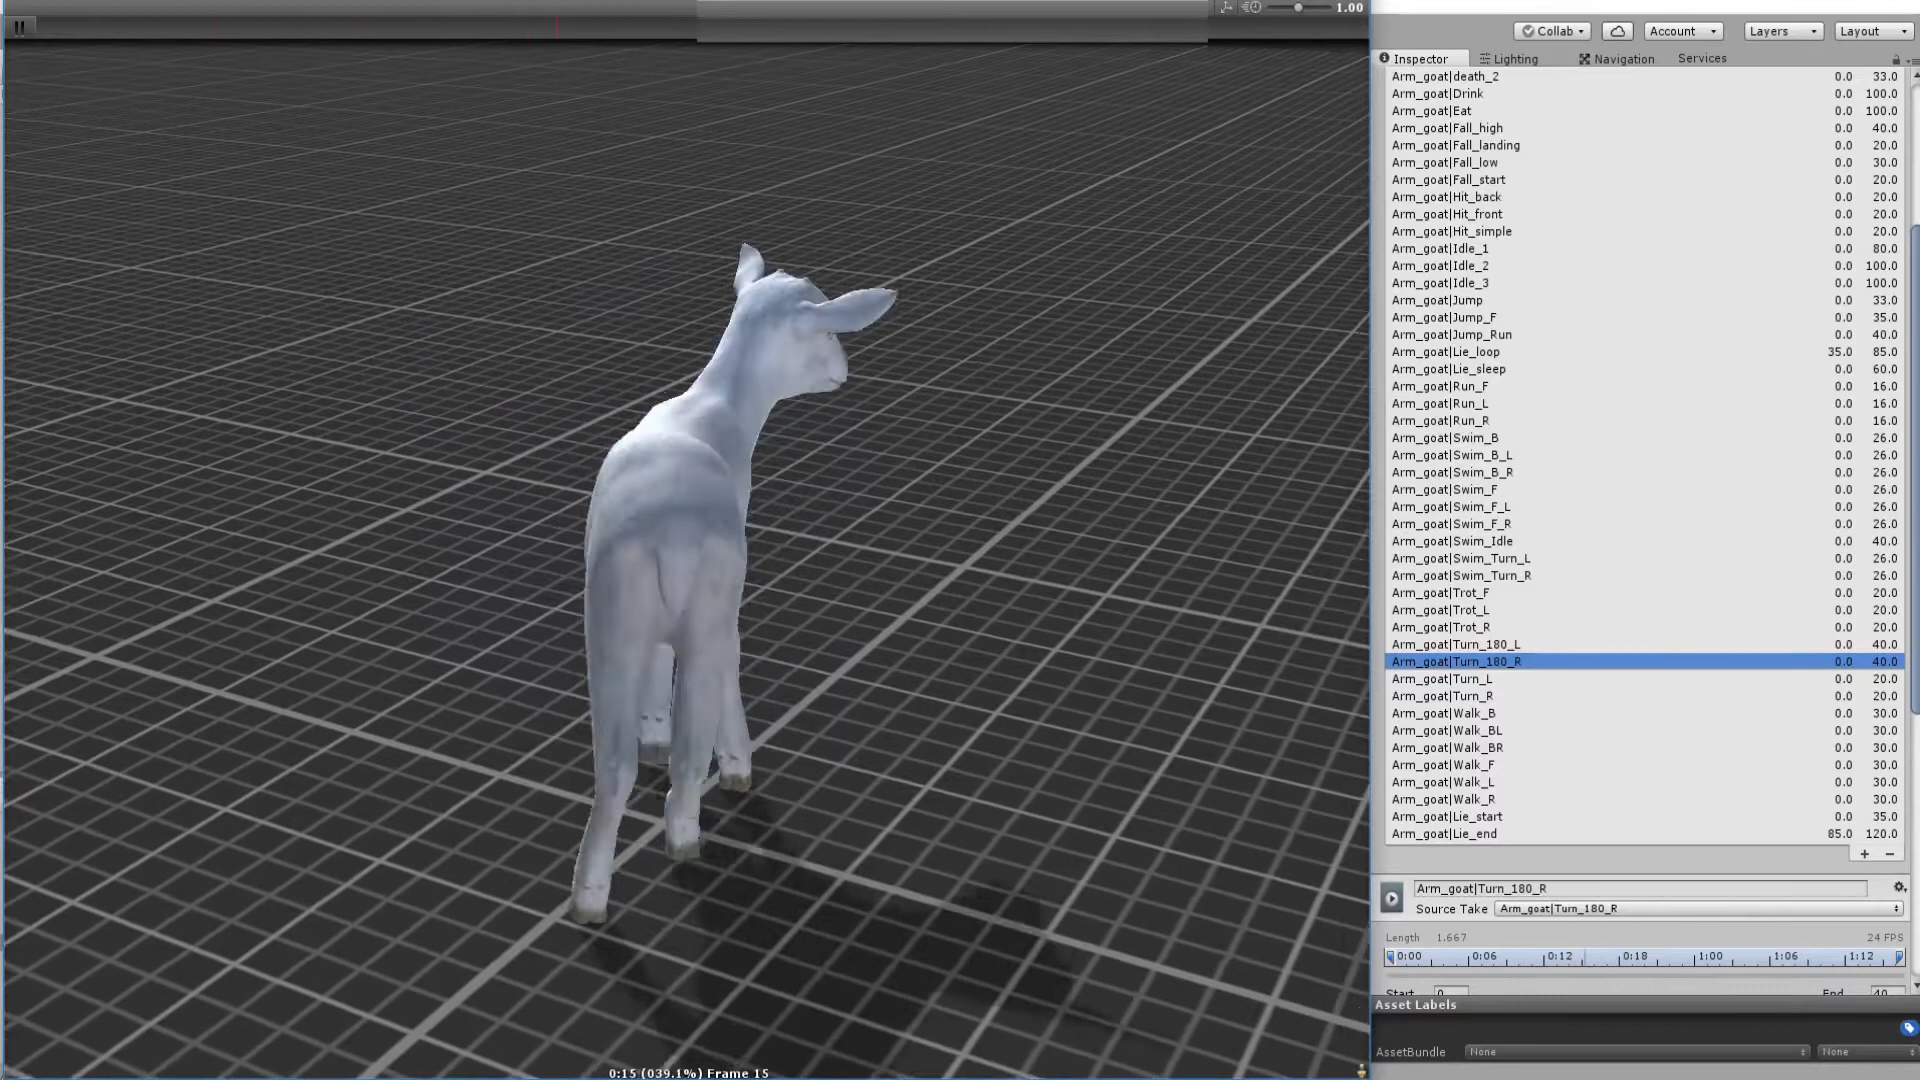 1.00
Collab Account Layers Layout
Inspector Lighting Navigation Services
Arm_goat|death_2 0.0 33.0
Arm_goat|Drink 0.0 100.0
Arm_goat|Eat 0.0 100.0
Arm_goat|Fall_high 0.0 40.0
Arm_goat|Fall_landing 0.0 20.0
Arm_goat|Fall_low 0.0 30.0
Arm_goat|Fall_start 0.0 20.0
Arm_goat|Hit_back 0.0 20.0
Arm_goat|Hit_front 0.0 20.0
Arm_goat|Hit_simple 0.0 20.0
Arm_goat|Idle_1 0.0 80.0
Arm_goat|Idle_2 0.0 100.0
Arm_goat|Idle_3 0.0 100.0
Arm_goat|Jump 0.0 33.0
Arm_goat|Jump_F 0.0 35.0
Arm_goat|Jump_Run 0.0 40.0
Arm_goat|Lie_loop 35.0 85.0
Arm_goat|Lie_sleep 0.0 60.0
Arm_goat|Run_F 0.0 16.0
Arm_goat|Run_L 0.0 16.0
Arm_goat|Run_R 0.0 16.0
Arm_goat|Swim_B 0.0 26.0
Arm_goat|Swim_B_L 0.0 26.0
Arm_goat|Swim_B_R 0.0 26.0
Arm_goat|Swim_F 0.0 26.0
Arm_goat|Swim_F_L 0.0 26.0
Arm_goat|Swim_F_R 0.0 26.0
Arm_goat|Swim_Idle 0.0 40.0
Arm_goat|Swim_Turn_L 0.0 26.0
Arm_goat|Swim_Turn_R 0.0 26.0
Arm_goat|Trot_F 0.0 20.0
Arm_goat|Trot_L 0.0 20.0
Arm_goat|Trot_R 0.0 20.0
Arm_goat|Turn_180_L 0.0 40.0
Arm_goat|Turn_180_R 0.0 40.0
Arm_goat|Turn_L 0.0 20.0
Arm_goat|Turn_R 0.0 20.0
Arm_goat|Walk_B 0.0 30.0
Arm_goat|Walk_BL 0.0 30.0
Arm_goat|Walk_BR 0.0 30.0
Arm_goat|Walk_F 0.0 30.0
Arm_goat|Walk_L 0.0 30.0
Arm_goat|Walk_R 0.0 30.0
Arm_goat|Lie_start 0.0 35.0
Arm_goat|Lie_end 85.0 120.0
Arm_goat|Turn_180_R
Source Take Arm_goat|Turn_180_R
Length 1.667 24 FPS
0:00 0:06 0:12 0:18 1:00 1:06 1:12
Start 0 End 40
Asset Labels
AssetBundle None None
0:15 (039.1%) Frame 15